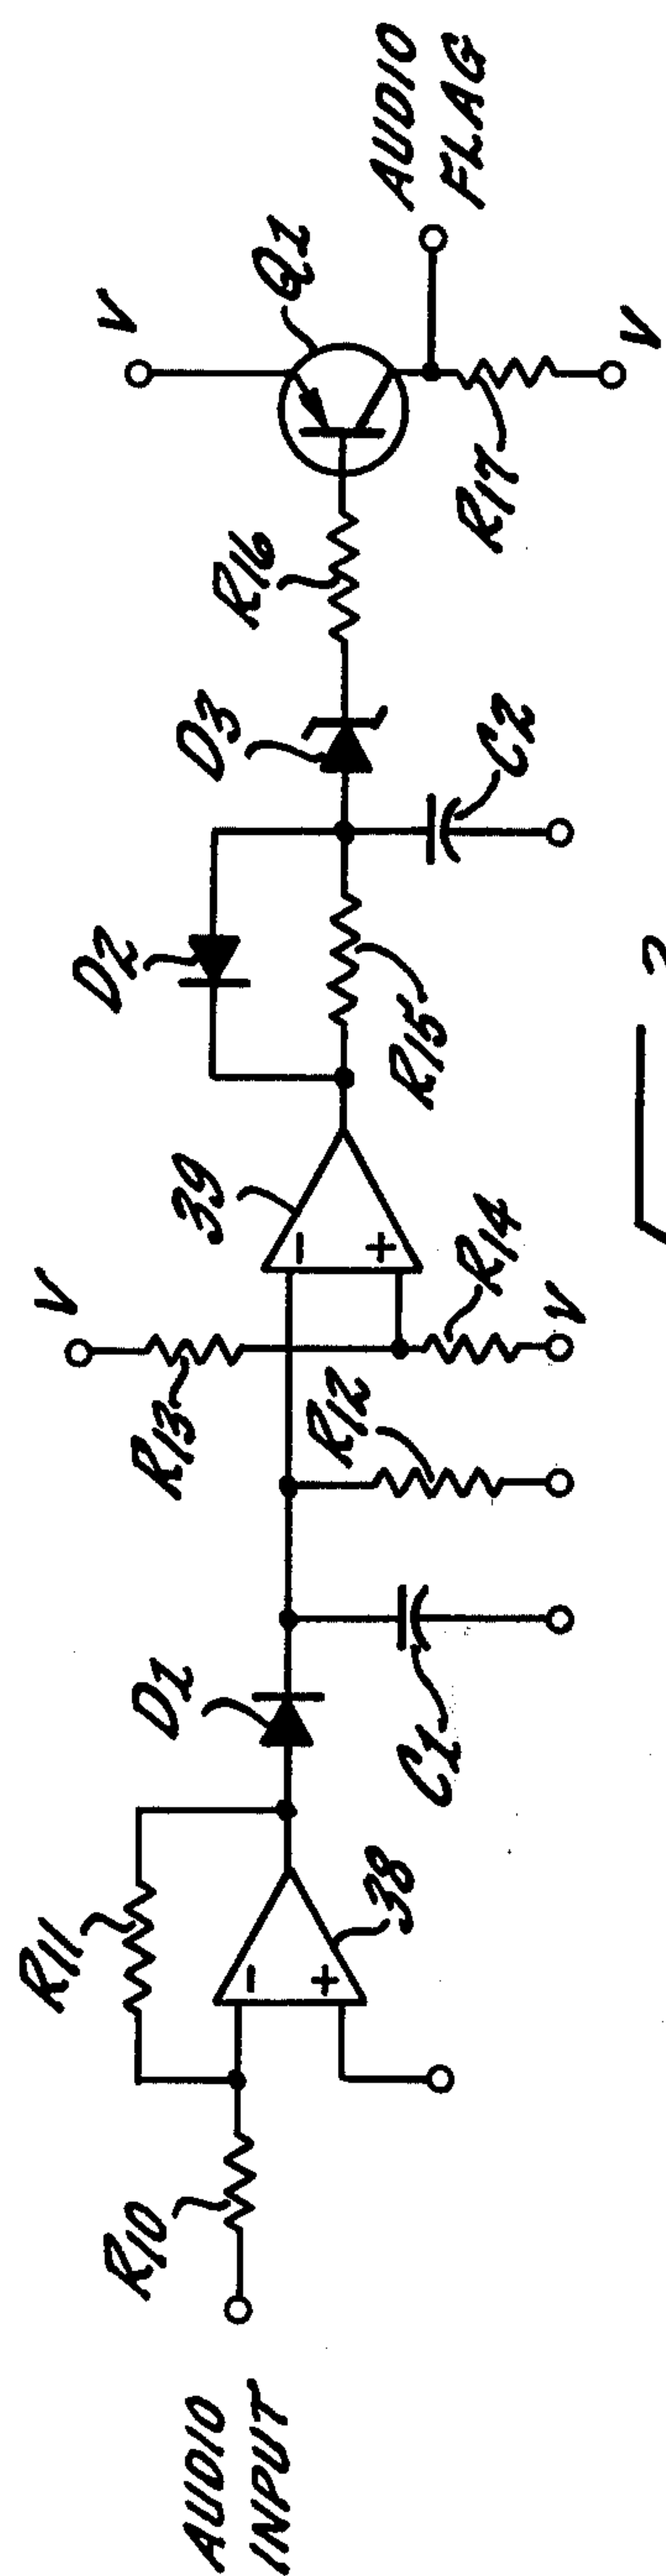 AUDIO
INPUT
R10
R11
-
+
38
D1
C1
R12
V
R13
-
+
39
R14
V
D2
R15
D3
C2
R16
V
Q1
R17
V
AUDIO
FLAG